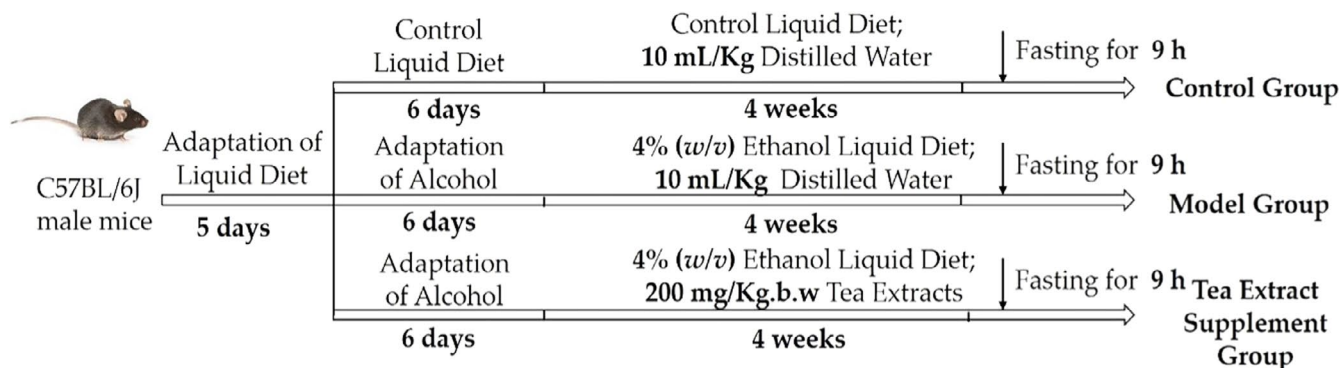 C57BL/6J
male mice
Adaptation of
Liquid Diet
5 days
Control
Liquid Diet
6 days
Control Liquid Diet;
10 mL/Kg Distilled Water
4 weeks
Fasting for 9 h
Control Group
Adaptation
of Alcohol
6 days
4% (w/v) Ethanol Liquid Diet;
10 mL/Kg Distilled Water
4 weeks
Fasting for 9 h
Model Group
Adaptation
of Alcohol
6 days
4% (w/v) Ethanol Liquid Diet;
200 mg/Kg.b.w Tea Extracts
4 weeks
Fasting for 9 h
Tea Extract
Supplement
Group